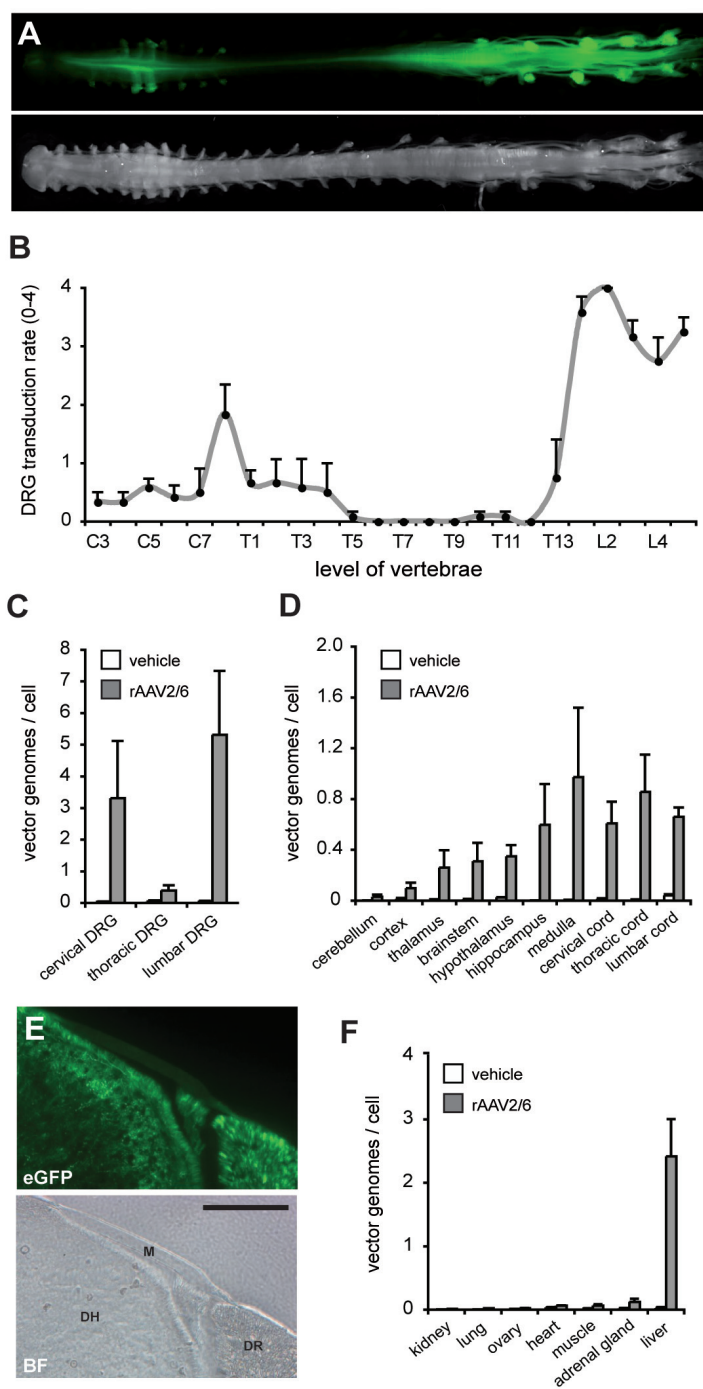 A
B
DRG transduction rate (0-4)
4
3
2
1
0
C3 C5 C7 T1 T3 T5 T7 T9 T11 T13 L2 L4
level of vertebrae
C
vector genomes / cell
8
7
6
5
4
3
2
1
0
vehicle
rAAV2/6
cervical DRG
thoracic DRG
lumbar DRG
D
vector genomes / cell
2.0
1.6
1.2
0.8
0.4
0
vehicle
rAAV2/6
cerebellum
cortex
thalamus
brainstem
hypothalamus
hippocampus
medulla
cervical cord
thoracic cord
lumbar cord
E
eGFP
M
DH
DR
BF
F
vector genomes / cell
4
3
2
1
0
vehicle
rAAV2/6
kidney
lung
ovary
heart
muscle
adrenal gland
liver